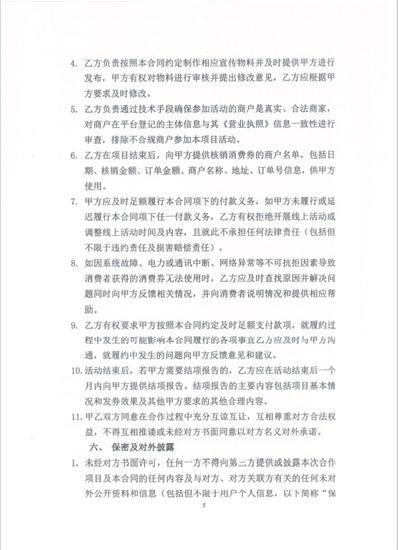 4. 乙方负责按照本合同约定制作相应宣传物料并及时提供甲方进行
发布，甲方有权对物料进行审核并提出修改意见，乙方应根据甲
方要求及时修改。
5. 乙方负责通过技术手段确保参加活动的商户是真实、合法商家，
对商户在平台登记的主体信息与其《营业执照》信息一致性进行
审查，排除不合规商户参加本项目活动。
6. 乙方在项目结束后，向甲方提供核销消费券的商户名单，包括日
期、核销金额、订单金额、商户名称、地址、订单号信息，供甲方
使用。
7. 甲方应及时足额履行本合同项下的付款义务，如甲方未履行或延
迟履行本合同项下任一付款义务，乙方有权拒绝开展线上活动或
调整线上活动时间及内容，且就此不承担任何法律责任（包括但
不限于违约责任及损害赔偿责任）。
8. 如因系统故障、电力或通讯中断、网络异常等不可抗拒因素导致
消费者获得的消费券无法使用时，乙方应及时查找原因并解决问
题同时向甲方反馈相关情况，并向消费者说明情况和提供相应帮
助。
9. 乙方有权要求甲方按照本合同约定及时足额支付款项，就履约过
程中发生的可能影响本合同履行的各项事宜乙方应及时与甲方沟
通，就履约中发生的问题向甲方反馈意见和建议。
10. 活动结束后，若甲方需要结项报告的，乙方应在活动结束后一个
月内向甲方提供结项报告。结项报告的主要内容包括项目基本情
况和发券效果及其他甲方要求的其他合理内容。
11. 甲乙双方同意在合作过程中充分互谅互让，互相尊重对方合法权
益，不得互相推诿或未经对方书面同意以对方名义对外承诺。
六、 保密及对外披露
1. 未经对方书面许可，任何一方不得向第三方提供或披露本次合作
项目及本合同的任何内容及与对方、对方关联方有关的任何未对
外公开资料和信息（包括但不限于用户个人信息，以下简称“保
5